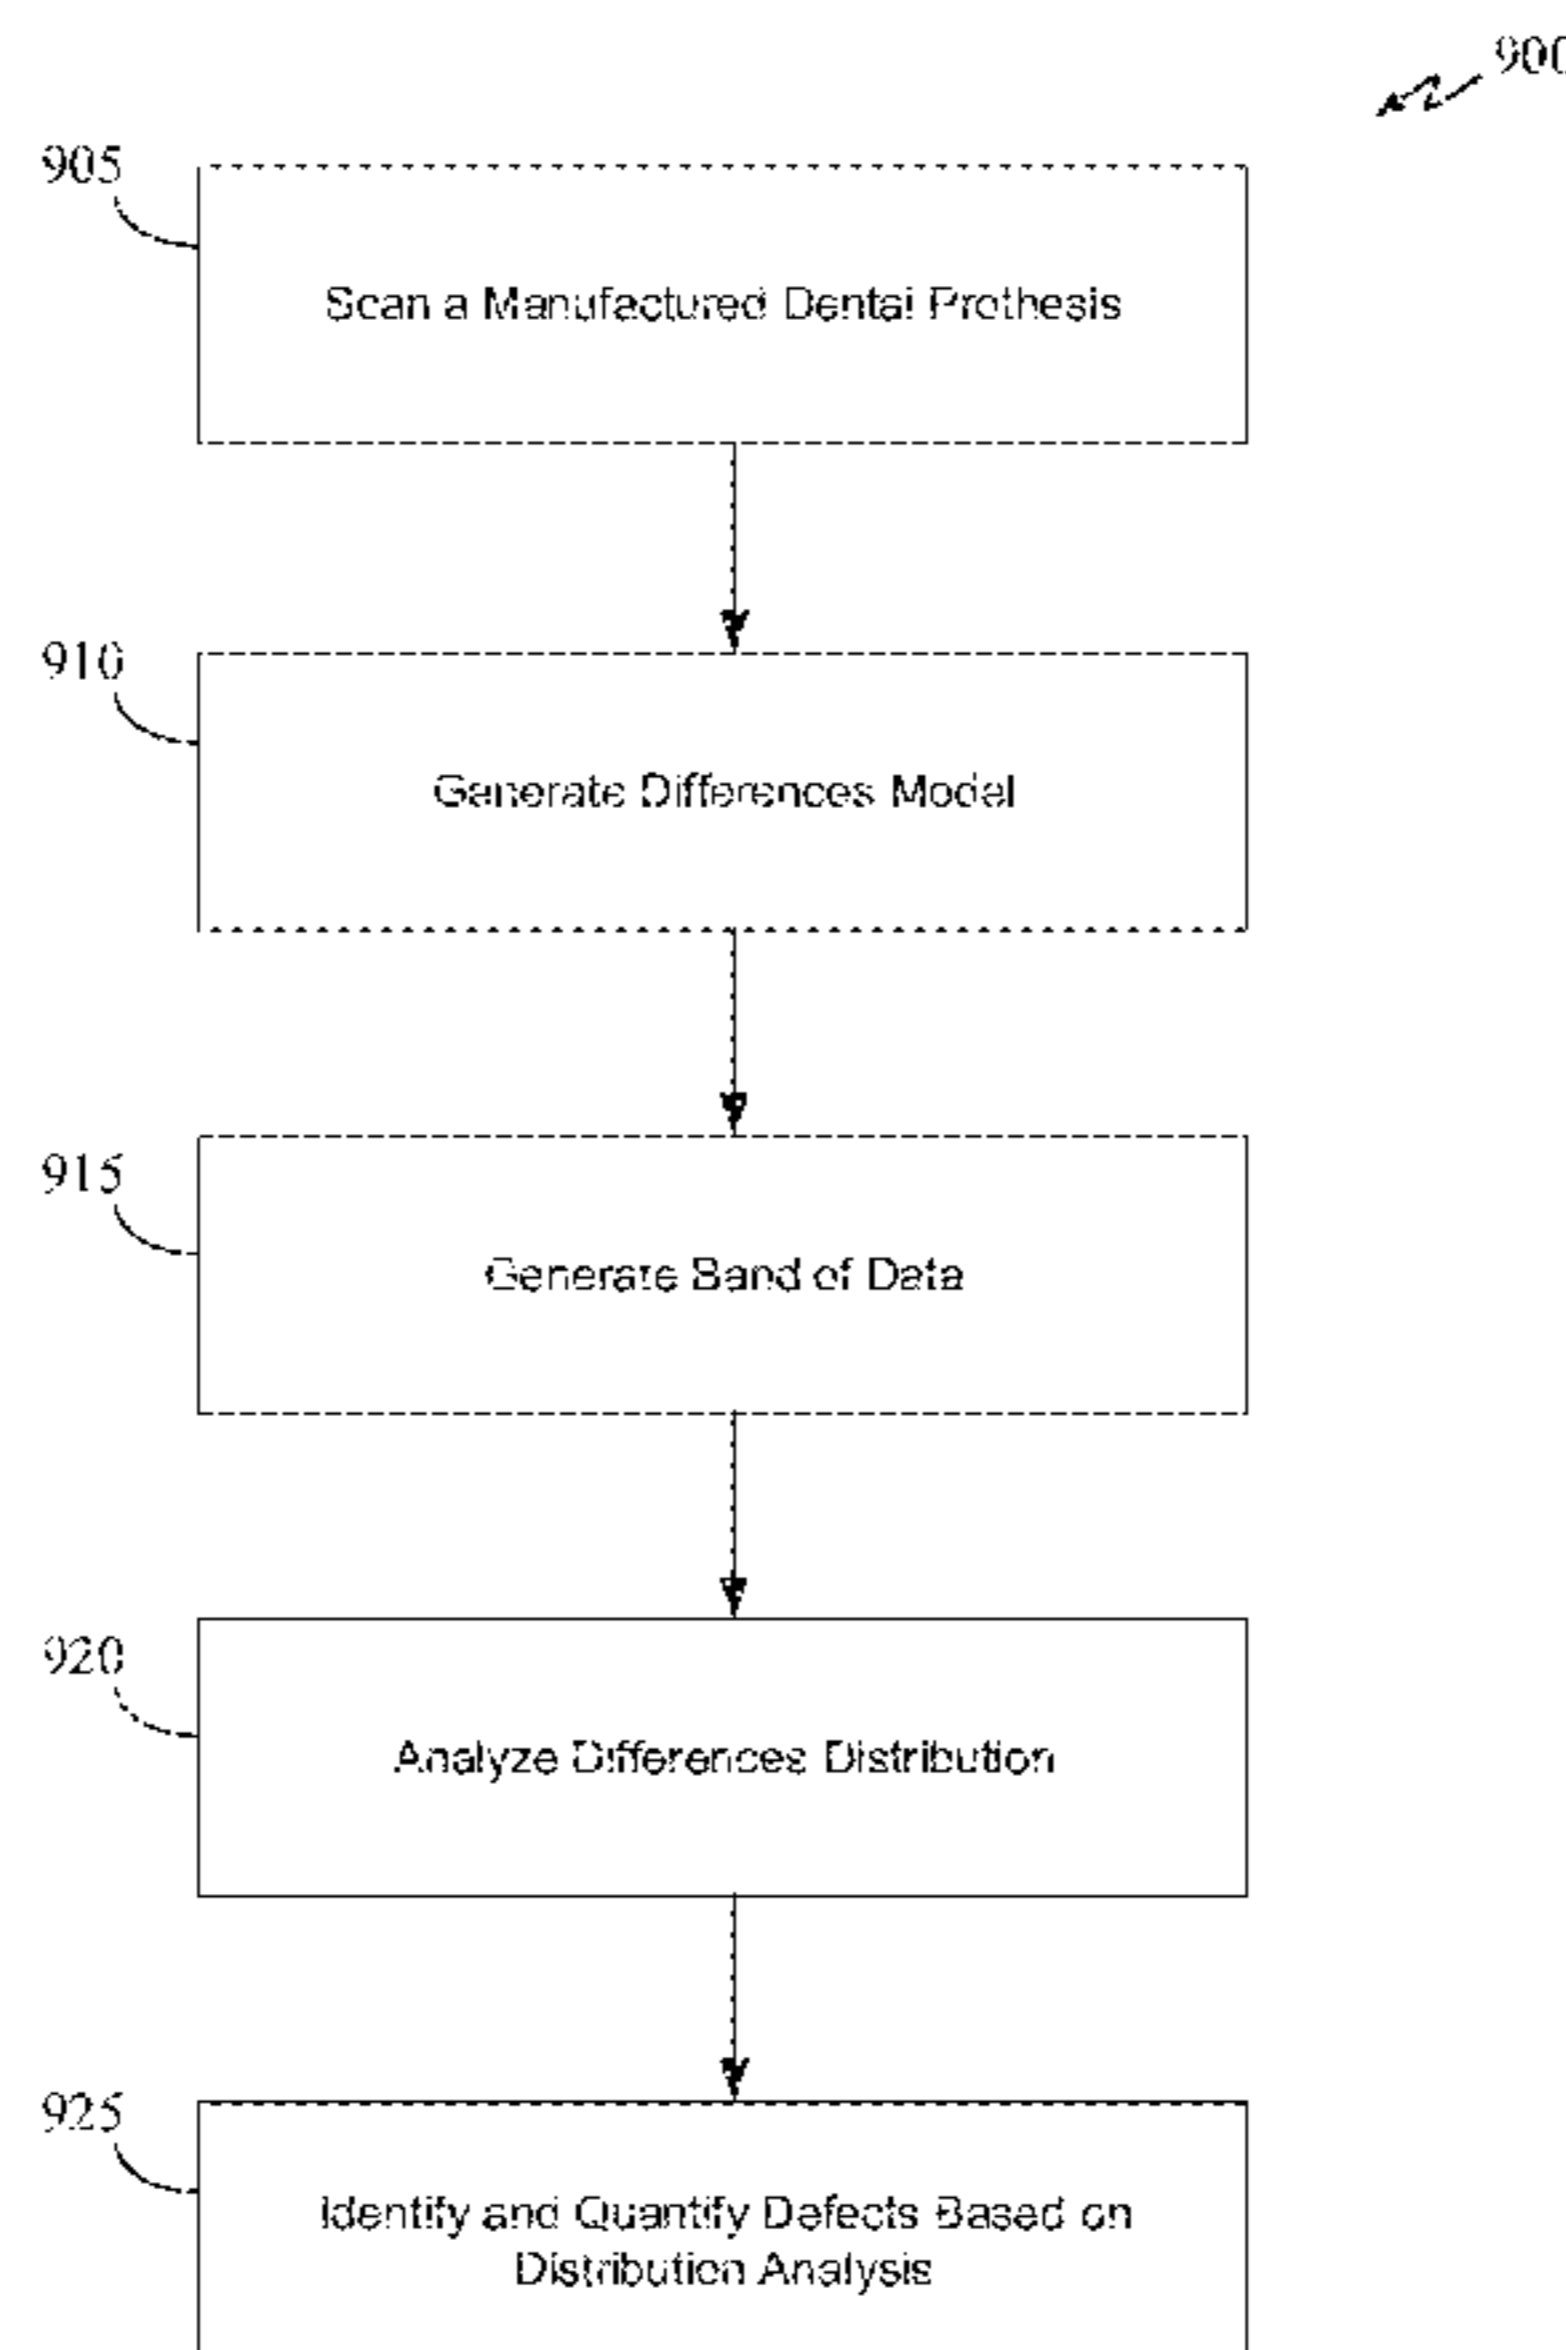 900
905
Scan a Manufactured Dental Prothesis
910
Generate Differences Model
915
Generate Band of Data
920
Analyze Differences Distribution
925
Identify and Quantify Defects Based on
Distribution Analysis